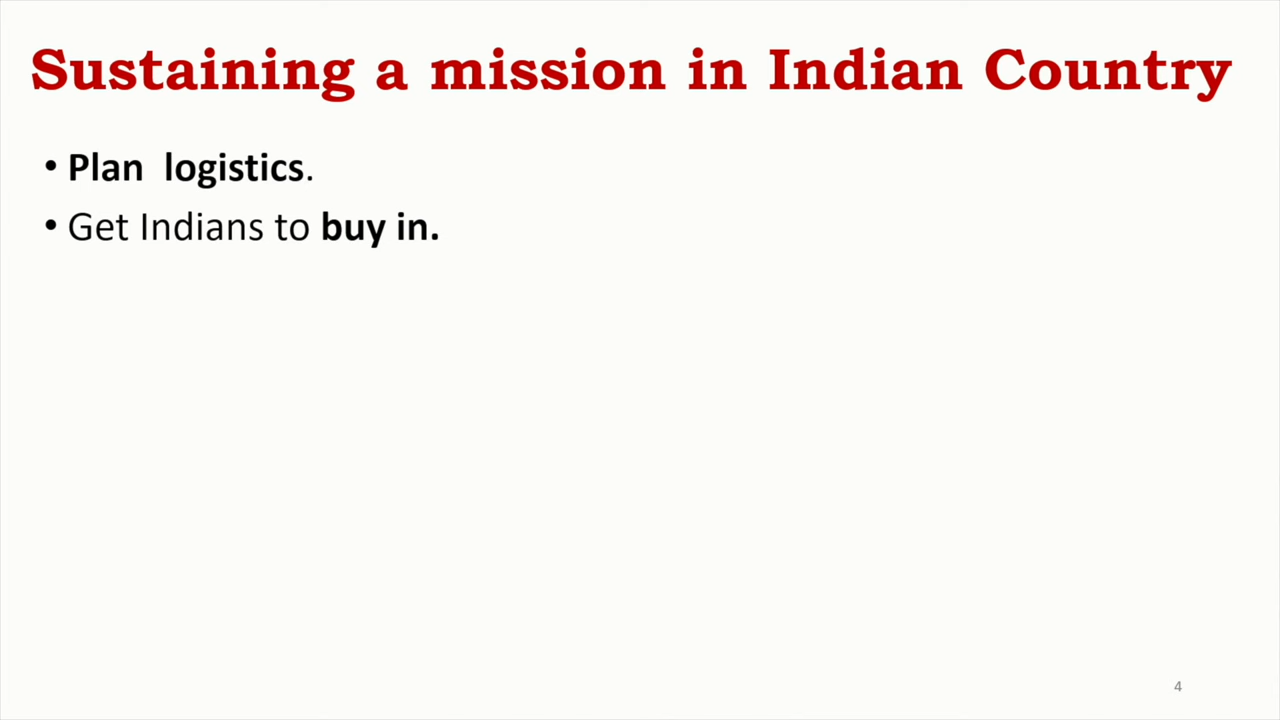 Sustaining a mission in Indian Country
• Plan  logistics.
• Get Indians to buy in.
4